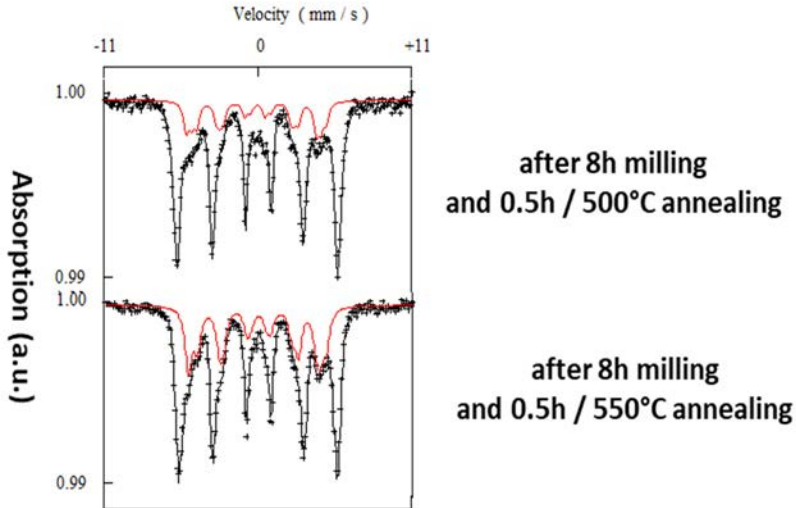 Velocity ( mm / s )
-11 0 +11
1.00
after 8h milling
and 0.5h / 500°C annealing
Absorption (a.u.)
0.99
1.00
after 8h milling
and 0.5h / 550°C annealing
0.99